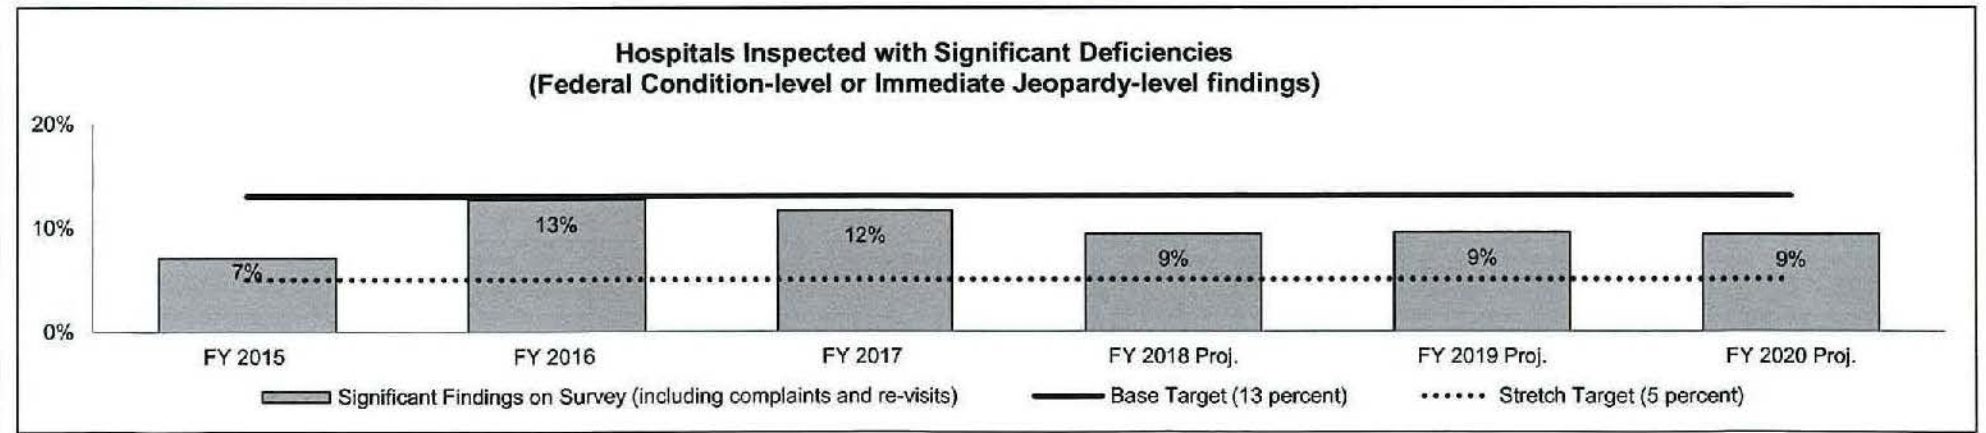 Hospitals Inspected with Significant Deficiencies
(Federal Condition-level or Immediate Jeopardy-level findings)
20%
10%
0%
7%
13%
12%
9%
9%
9%
FY 2015
FY 2016
FY 2017
FY 2018 Proj.
FY 2019 Proj.
FY 2020 Proj.
Significant Findings on Survey (including complaints and re-visits)
Base Target (13 percent)
Stretch Target (5 percent)